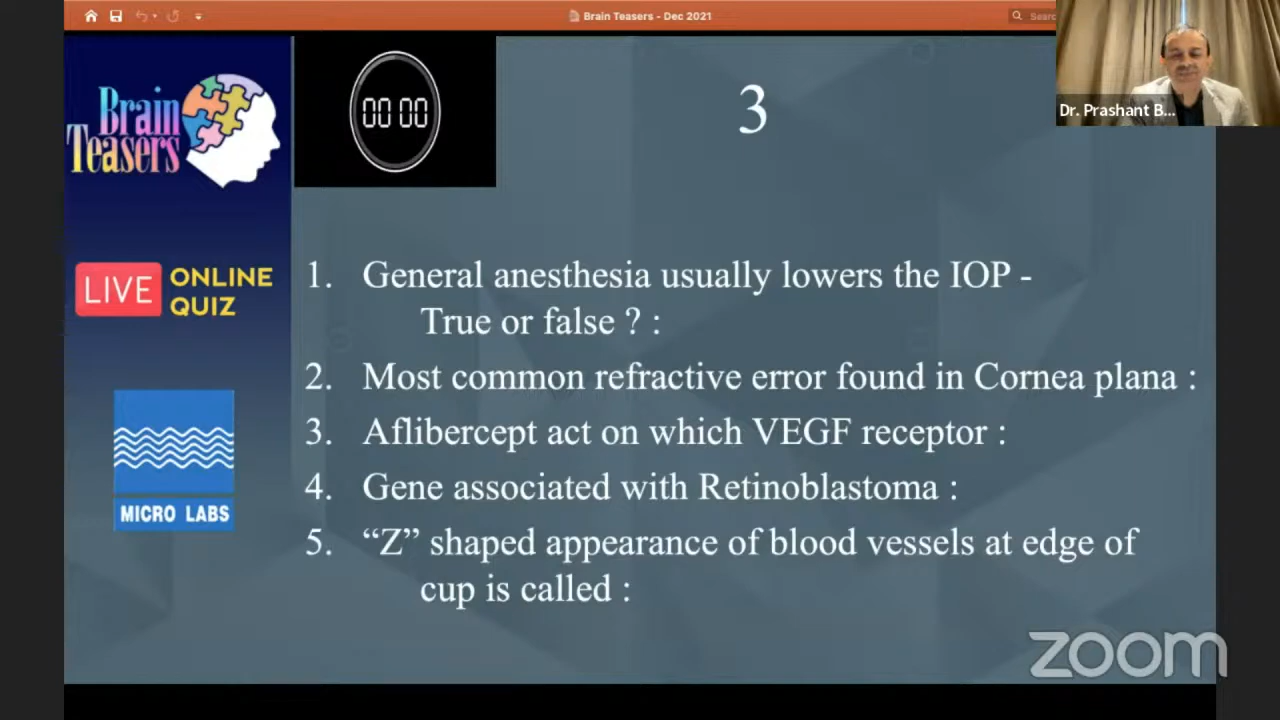 Brain Teasers - Dec 2021
Brain
Teasers
00 00
3
Dr. Prashant B...
LIVE ONLINE
QUIZ
1. General anesthesia usually lowers the IOP -
True or false ? :
2. Most common refractive error found in Cornea plana :
3. Aflibercept act on which VEGF receptor :
4. Gene associated with Retinoblastoma :
5. “Z” shaped appearance of blood vessels at edge of
cup is called :
MICRO LABS
zoom